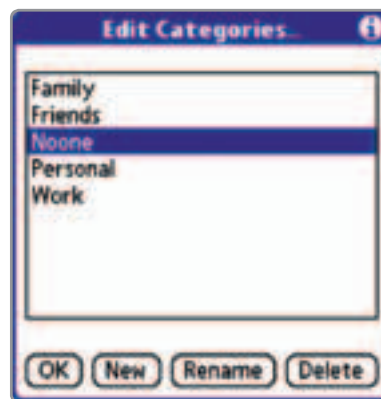 Edit Categories...
Family
Friends
Noone
Personal
Work
OK New Rename Delete